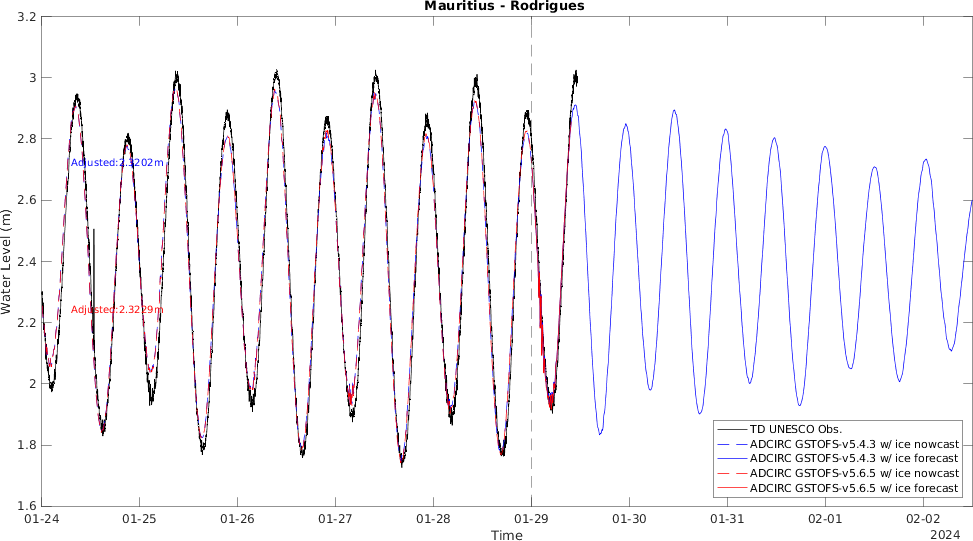 Mauritius - Rodrigues
Water Level (m)
3.2
3
2.8
2.6
2.4
2.2
2
1.8
1.6
Adjusted:2.3202m
Adjusted:2.3229m
TD UNESCO Obs.
ADCIRC GSTOFS-v5.4.3 w/ ice nowcast
ADCIRC GSTOFS-v5.4.3 w/ ice forecast
ADCIRC GSTOFS-v5.6.5 w/ ice nowcast
ADCIRC GSTOFS-v5.6.5 w/ ice forecast
01-24 01-25 01-26 01-27 01-28 01-29 01-30 01-31 02-01 02-02
Time
2024